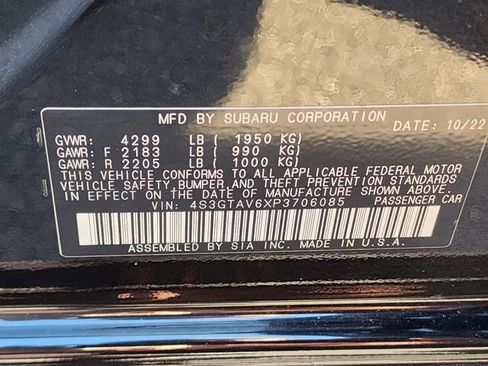 MFD BY SUBARU CORPORATION
DATE: 10/22
GVWR: 4299 LB ( 1950 KG)
GAWR: F 2183 LB ( 990 KG)
GAWR: R 2205 LB ( 1000 KG)
THIS VEHICLE CONFORMS TO ALL APPLICABLE FEDERAL MOTOR
VEHICLE SAFETY, BUMPER, AND THEFT PREVENTION STANDARDS
IN EFFECT ON THE DATE OF MANUFACTURE SHOWN ABOVE.
VIN: 4S3GTAV6XP3706085 PASSENGER CAR
ASSEMBLED BY SIA INC. MADE IN U.S.A.